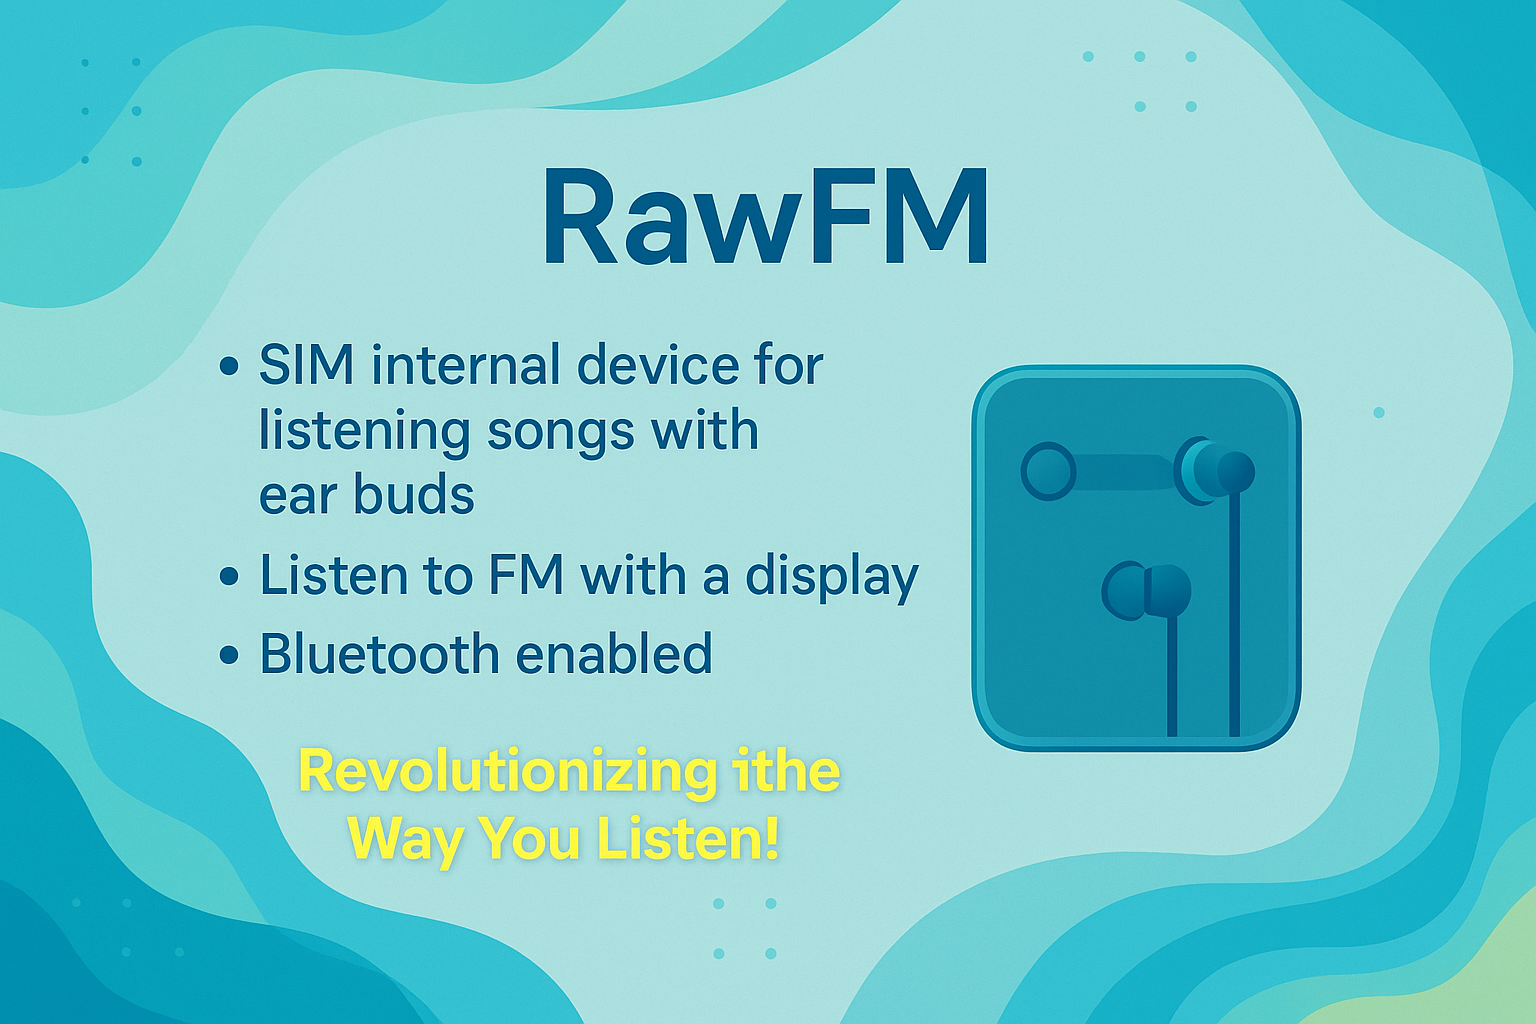 RawFM
• SIM internal device for
listening songs with
ear buds
• Listen to FM with a display
• Bluetooth enabled
Revolutionizing ithe
Way You Listen!